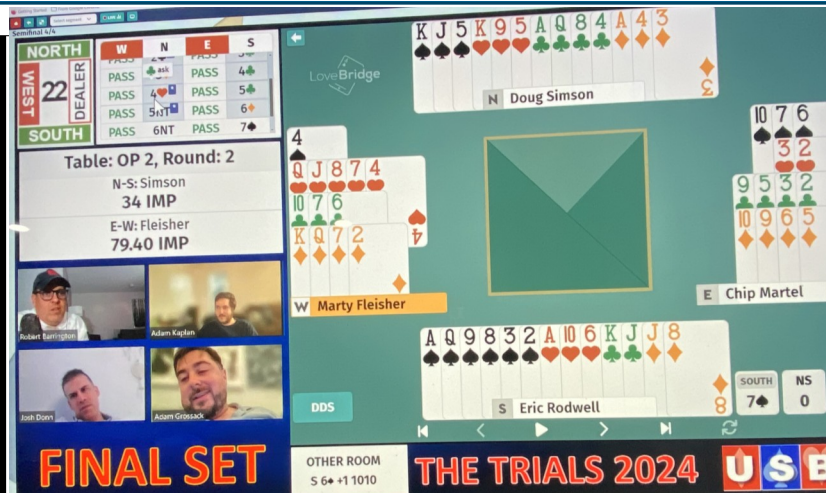 Semifinal 4/4
NORTH
WEST
22
DEALER
SOUTH
W N E S
ask
PASS PASS 4♣
PASS 4♥ PASS 5♣
PASS 5NT PASS 6♦
PASS 6NT PASS 7♠
Table: OP 2, Round: 2
N-S: Simson
34 IMP
E-W: Fleisher
79.40 IMP
Robert Barrington
Adam Kaplan
Josh Donn
Adam Grossack
FINAL SET
LoveBridge
K J 5 K 9 5 A Q 8 4 A 4 3
3
N Doug Simson
4
Q J 8 7 4
10 7 6
K Q 7 2
4
W Marty Fleisher
10 7 6
3 2
9 5 3 2
10 9 6 5
E Chip Martel
A Q 9 8 3 2 A 10 6 K J J 8
8
S Eric Rodwell
DDS
SOUTH
7♠
NS
0
OTHER ROOM
S 6♠ +1 1010
THE TRIALS 2024
U S B